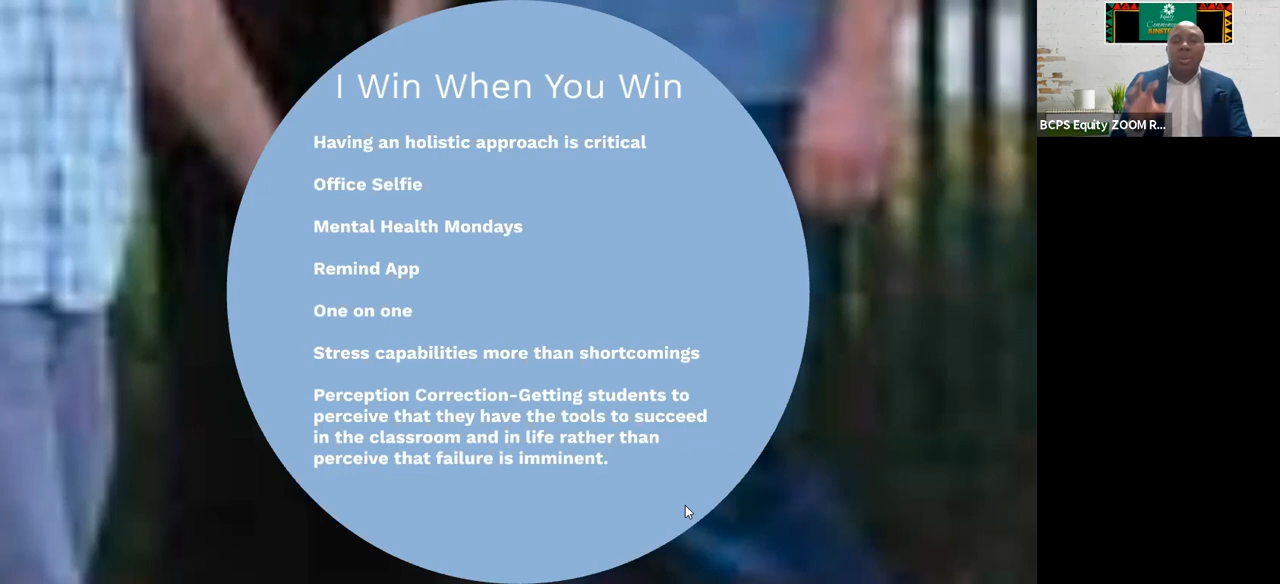 I Win When You Win
Having an holistic approach is critical
Office Selfie
Mental Health Mondays
Remind App
One on one
Stress capabilities more than shortcomings
Perception Correction-Getting students to
perceive that they have the tools to succeed
in the classroom and in life rather than
perceive that failure is imminent.
Equity
BCPS Equity ZOOM R...